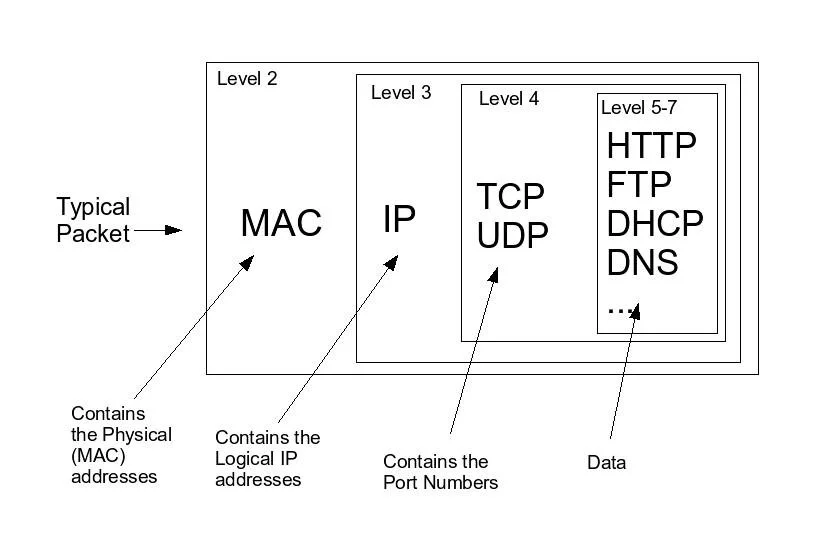 Level 2
Level 3
Level 4
Level 5-7
Typical
Packet
MAC
IP
TCP
UDP
HTTP
FTP
DHCP
DNS
...
Contains
the Physical
(MAC)
addresses
Contains the
Logical IP
addresses
Contains the
Port Numbers
Data